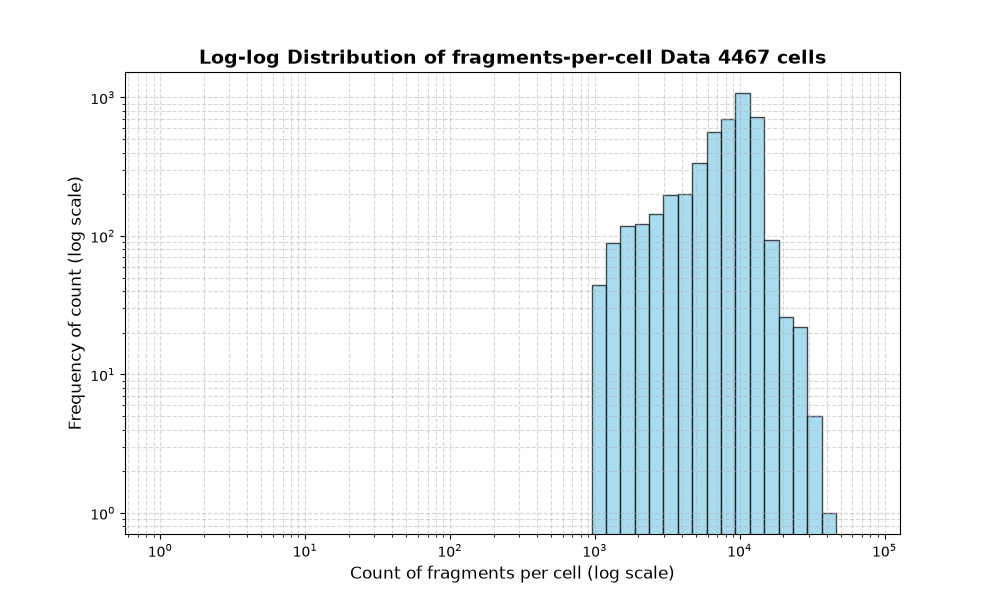 Log-log Distribution of fragments-per-cell Data 4467 cells
Frequency of count (log scale)
10³
10²
10¹
10⁰
10⁰ 10¹ 10² 10³ 10⁴ 10⁵
Count of fragments per cell (log scale)